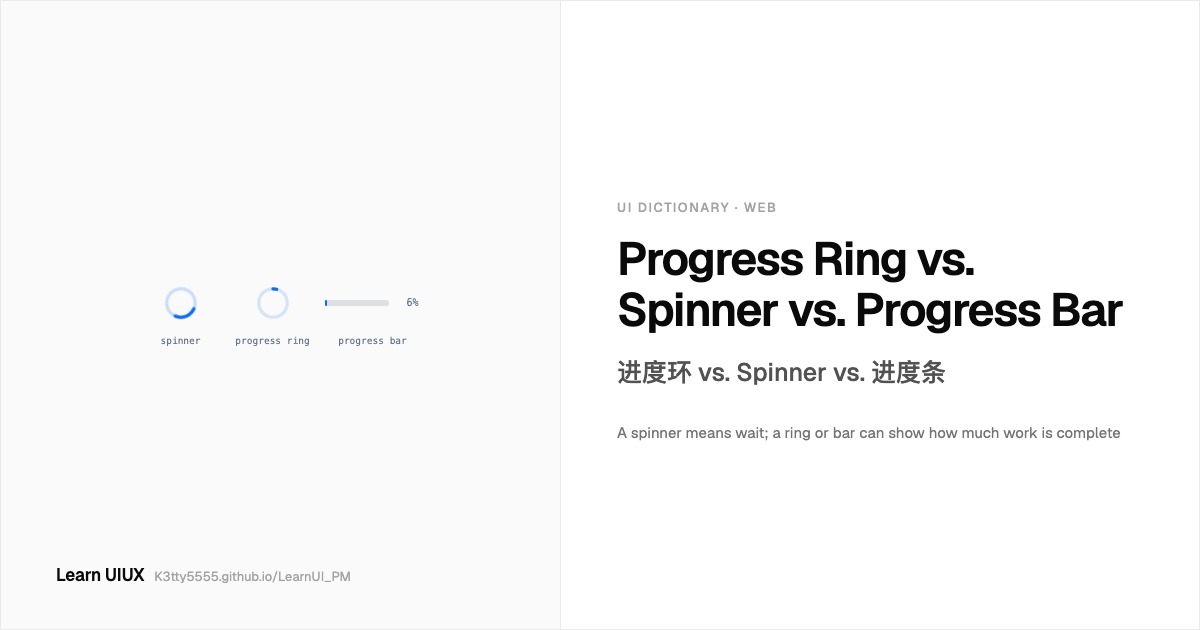 6%
spinner
progress ring
progress bar
Learn UIUX K3tty5555.github.io/LearnUI_PM
UI DICTIONARY · WEB
Progress Ring vs.
Spinner vs. Progress Bar
进度环 vs. Spinner vs. 进度条
A spinner means wait; a ring or bar can show how much work is complete